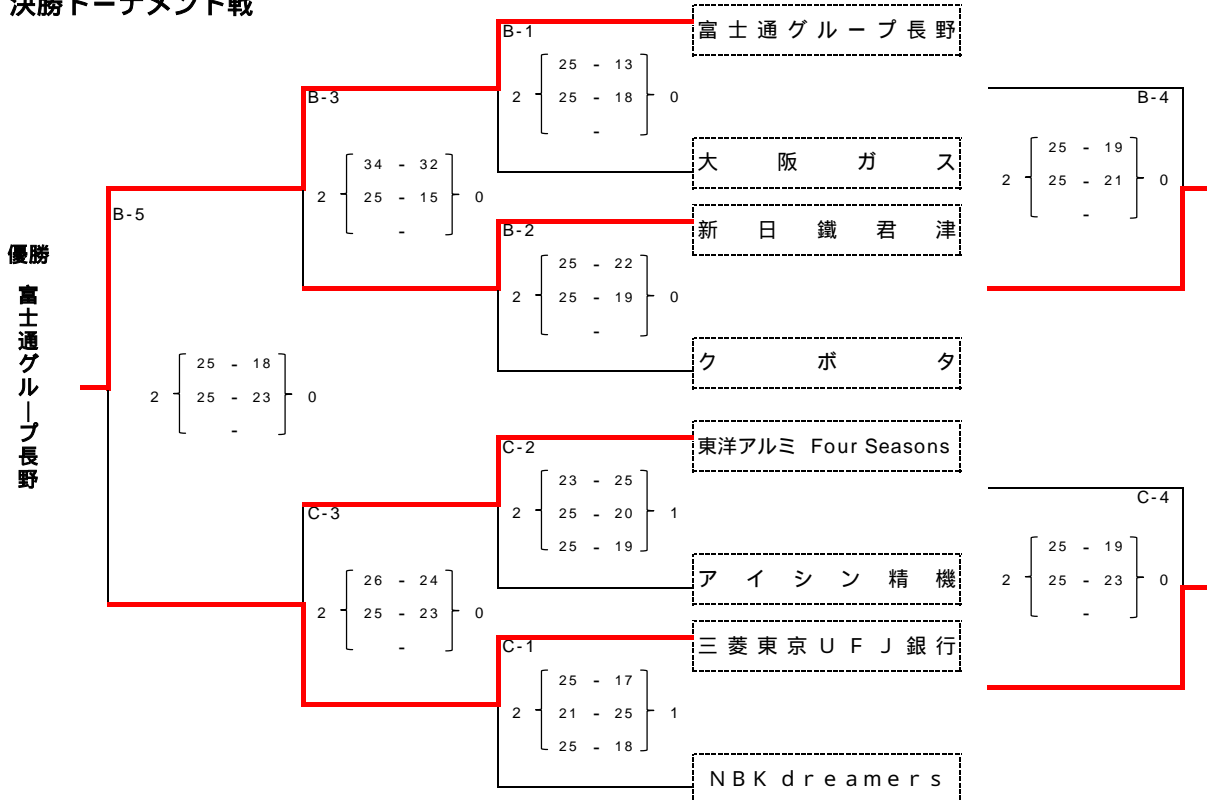 決勝トーナメント戦
B-1
富士通グループ長野
25 - 13
2 25 - 18 0
-
B-3
大阪ガス
34 - 32
2 25 - 15 0
-
B-2
新日鐵君津
25 - 22
2 25 - 19 0
-
クボタ
B-5
優勝
富士通グループ長野
25 - 18
2 25 - 23 0
-
C-2
東洋アルミ Four Seasons
23 - 25
2 25 - 20 1
25 - 19
C-3
アイシン精機
26 - 24
2 25 - 23 0
-
C-1
三菱東京UFJ銀行
25 - 17
2 21 - 25 1
25 - 18
NBK dreamers
B-4
25 - 19
2 25 - 21 0
-
C-4
25 - 19
2 25 - 23 0
-